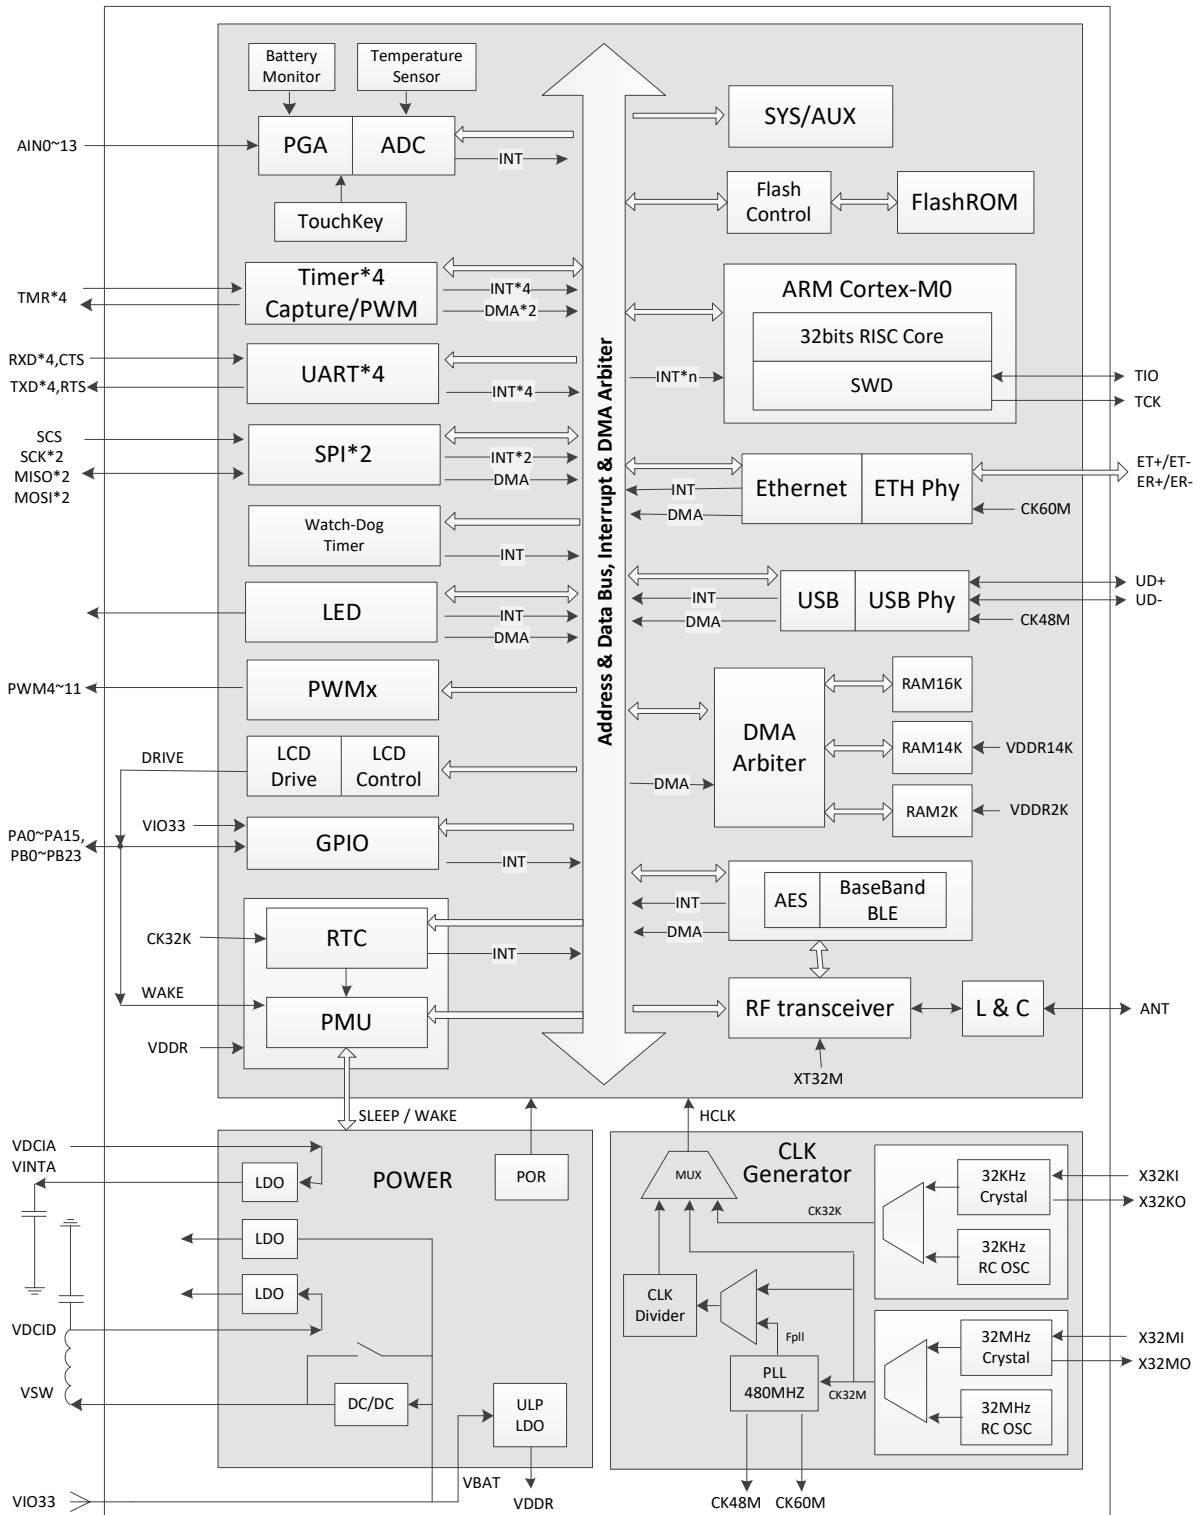 Battery
Monitor
Temperature
Sensor
AIN0~13
PGA
ADC
INT
TouchKey
TMR*4
Timer*4
Capture/PWM
INT*4
DMA*2
RXD*4,CTS
TXD*4,RTS
UART*4
INT*4
SCS
SCK*2
MISO*2
MOSI*2
SPI*2
INT*2
DMA
Watch-Dog
Timer
INT
LED
INT
DMA
PWM4~11
PWMx
DRIVE
LCD
Drive
LCD
Control
VIO33
PA0~PA15,
PB0~PB23
GPIO
INT
CK32K
RTC
INT
WAKE
PMU
VDDR
Address & Data Bus, Interrupt & DMA Arbiter
SYS/AUX
Flash
Control
FlashROM
ARM Cortex-M0
32bits RISC Core
SWD
INT*n
TIO
TCK
Ethernet
ETH Phy
INT
DMA
ET+/ET-
ER+/ER-
CK60M
USB
USB Phy
INT
DMA
UD+
UD-
CK48M
DMA
Arbiter
DMA
RAM16K
RAM14K
VDDR14K
RAM2K
VDDR2K
AES
BaseBand
BLE
INT
DMA
RF transceiver
L & C
ANT
XT32M
SLEEP / WAKE
HCLK
VDCIA
VINTA
LDO
POWER
POR
LDO
LDO
VDCID
VSW
DC/DC
ULP
LDO
VBAT
VDDR
VIO33
CLK
Generator
MUX
CK32K
32KHz
Crystal
X32KI
X32KO
32KHz
RC OSC
CLK
Divider
Fpll
PLL
480MHZ
CK32M
32MHz
Crystal
X32MI
X32MO
32MHz
RC OSC
CK48M
CK60M